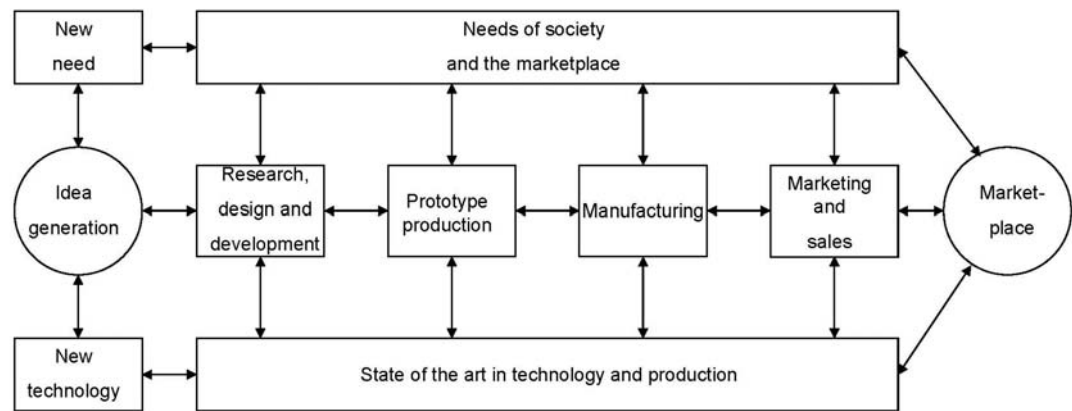 New
need
Needs of society
and the marketplace
Idea
generation
Research,
design and
development
Prototype
production
Manufacturing
Marketing
and
sales
Market-
place
New
technology
State of the art in technology and production